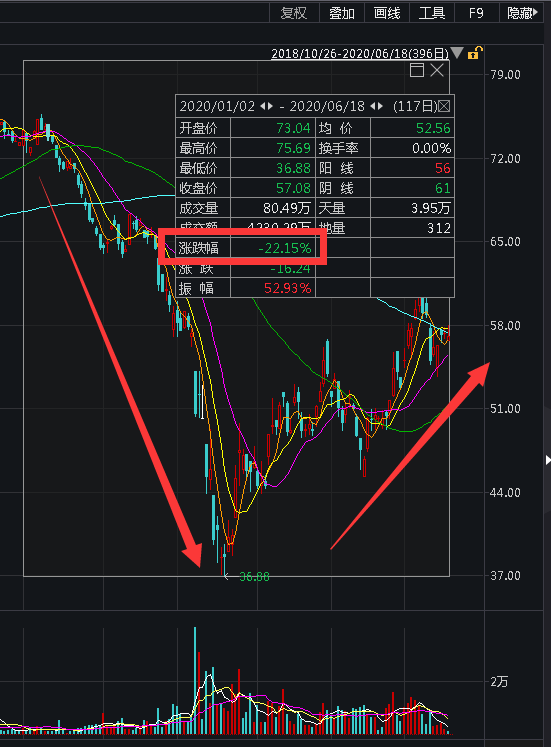 复权 叠加 画线 工具 F9 隐藏
2018/10/26-2020/06/18(396日)
79.00
2020/01/02 - 2020/06/18 (117日)
开盘价 73.04 均 价 52.56
最高价 75.69 换手率 0.00%
72.00
最低价 36.88 阳 线 56
收盘价 57.08 阴 线 61
成交量 80.49万 天量 3.95万
成交额 4230.29万 地量 312
65.00
涨跌幅 -22.15%
涨 跌 -16.24
振 幅 52.93%
58.00
51.00
44.00
37.00
36.88
2万